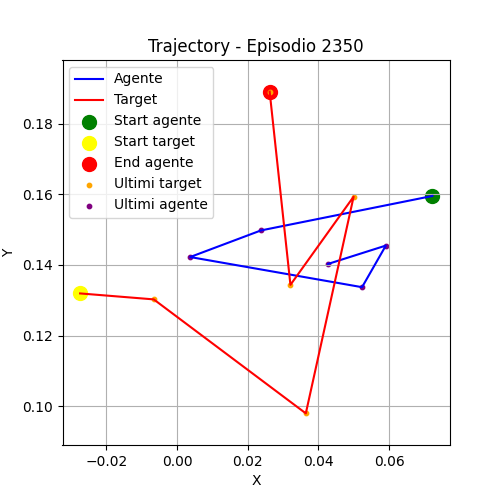 Trajectory - Episodio 2350
Agente
Target
Start agente
Start target
End agente
Ultimi target
Ultimi agente
0.18
0.16
0.14
0.12
0.10
Y
−0.02 0.00 0.02 0.04 0.06
X